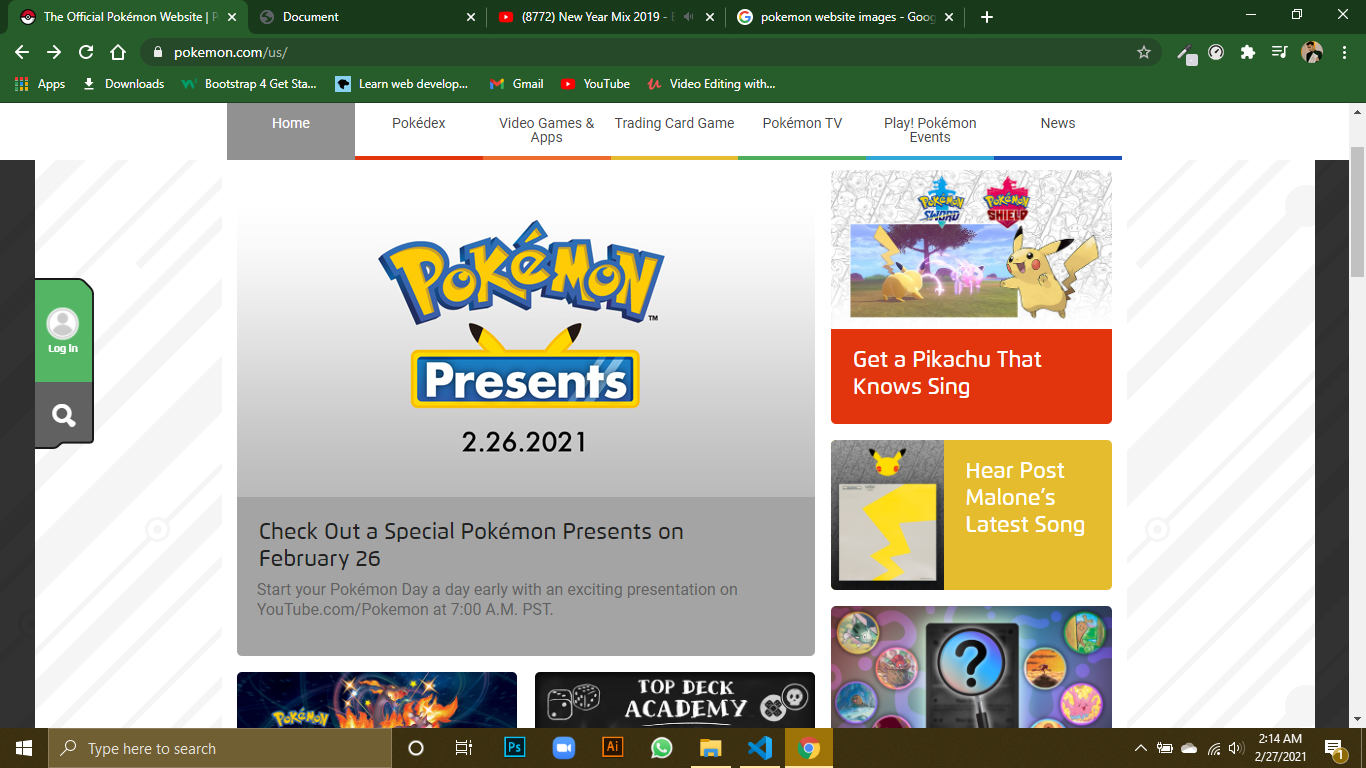 The Official Pokémon Website |
Document
(8772) New Year Mix 2019 -
pokemon website images - Goog
pokemon.com/us/
Apps
Downloads
Bootstrap 4 Get Sta...
Learn web develop...
Gmail
YouTube
Video Editing with...
Home
Pokédex
Video Games &
Apps
Trading Card Game
Pokémon TV
Play! Pokémon
Events
News
POKéMON
TM
Presents
2.26.2021
Check Out a Special Pokémon Presents on
February 26
Start your Pokémon Day a day early with an exciting presentation on
YouTube.com/Pokemon at 7:00 A.M. PST.
Log In
POKéMON
SWORD
POKéMON
SHIELD
Get a Pikachu That
Knows Sing
Hear Post
Malone’s
Latest Song
?
POKéMON
TOP DECK
ACADEMY
Type here to search
Ps
Ai
2:14 AM
2/27/2021
1